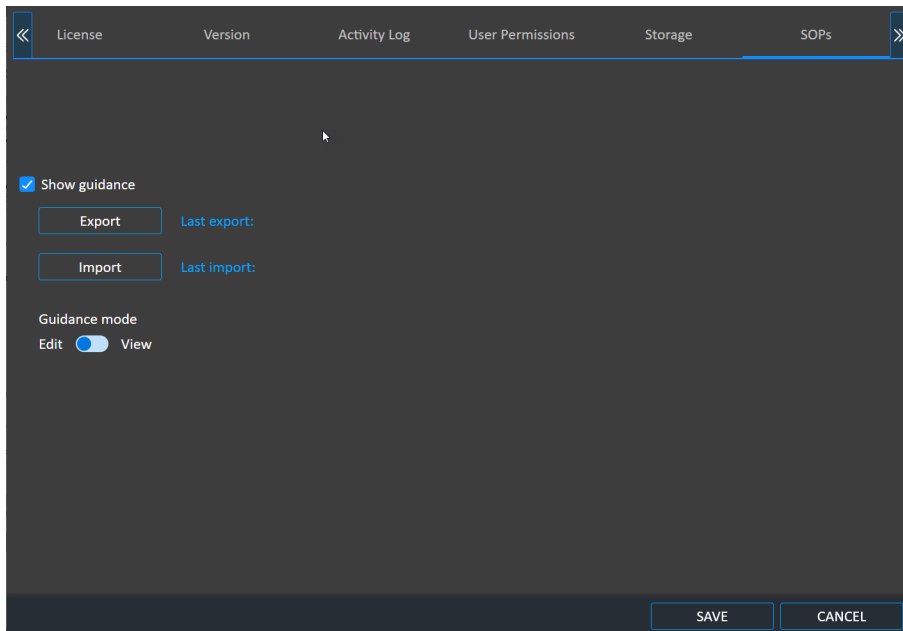 License Version Activity Log User Permissions Storage SOPs
Show guidance
Export Last export:
Import Last import:
Guidance mode
Edit View
SAVE CANCEL